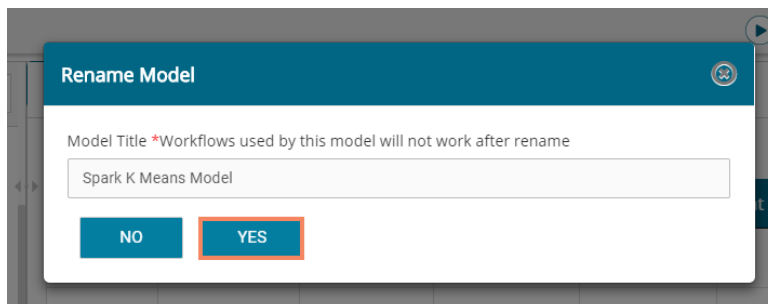 Rename Model
Model Title *Workflows used by this model will not work after rename
Spark K Means Model
NO YES